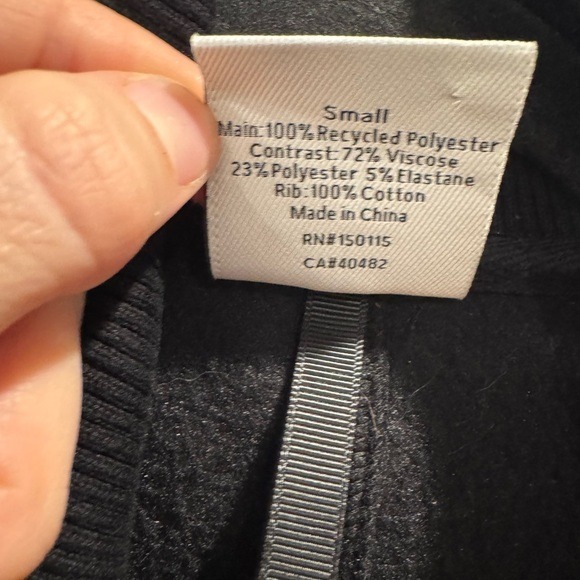 Small
Main:100% Recycled Polyester
Contrast:72% Viscose
23% Polyester 5% Elastane
Rib:100% Cotton
Made in China
RN#150115
CA#40482